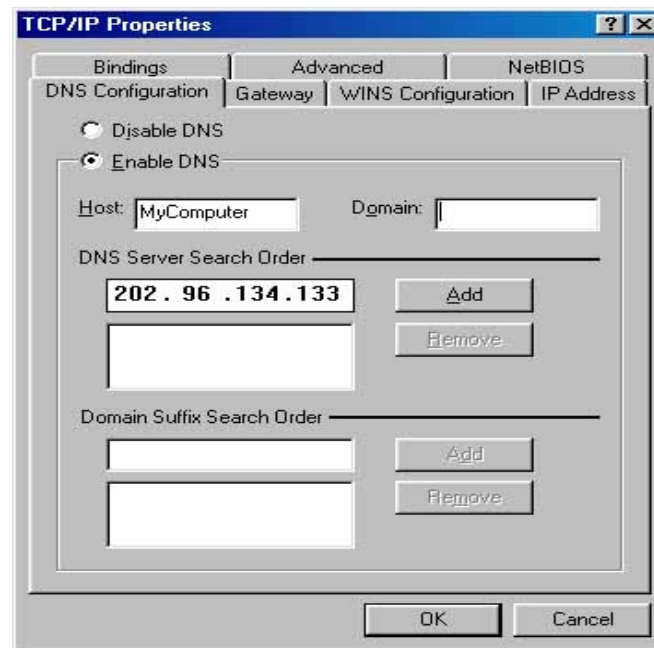 TCP/IP Properties
Bindings Advanced NetBIOS
DNS Configuration Gateway WINS Configuration IP Address
Disable DNS
Enable DNS
Host: MyComputer Domain:
DNS Server Search Order
202 . 96 .134.133 Add
Remove
Domain Suffix Search Order
Add
Remove
OK Cancel